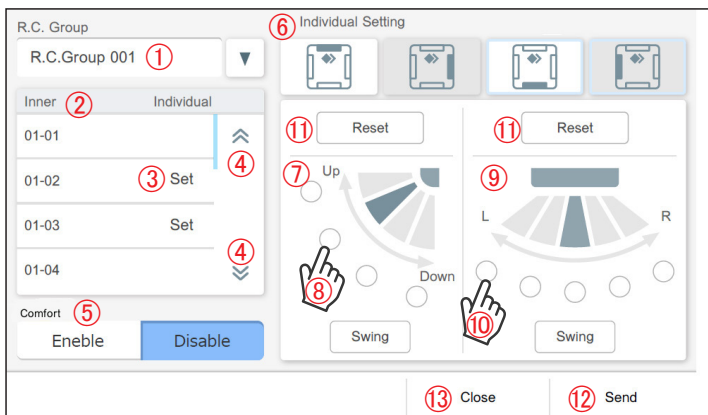 R.C. Group
R.C.Group 001 ① ▼
② Inner Individual
01-01
④
01-02 ③ Set
01-03 Set
④
01-04
Comfort ⑤
Eneble Disable
⑥ Individual Setting
⑪ Reset
⑪ Reset
⑦ Up
Down
⑧
Swing
⑨
L R
⑩
Swing
⑬ Close
⑫ Send